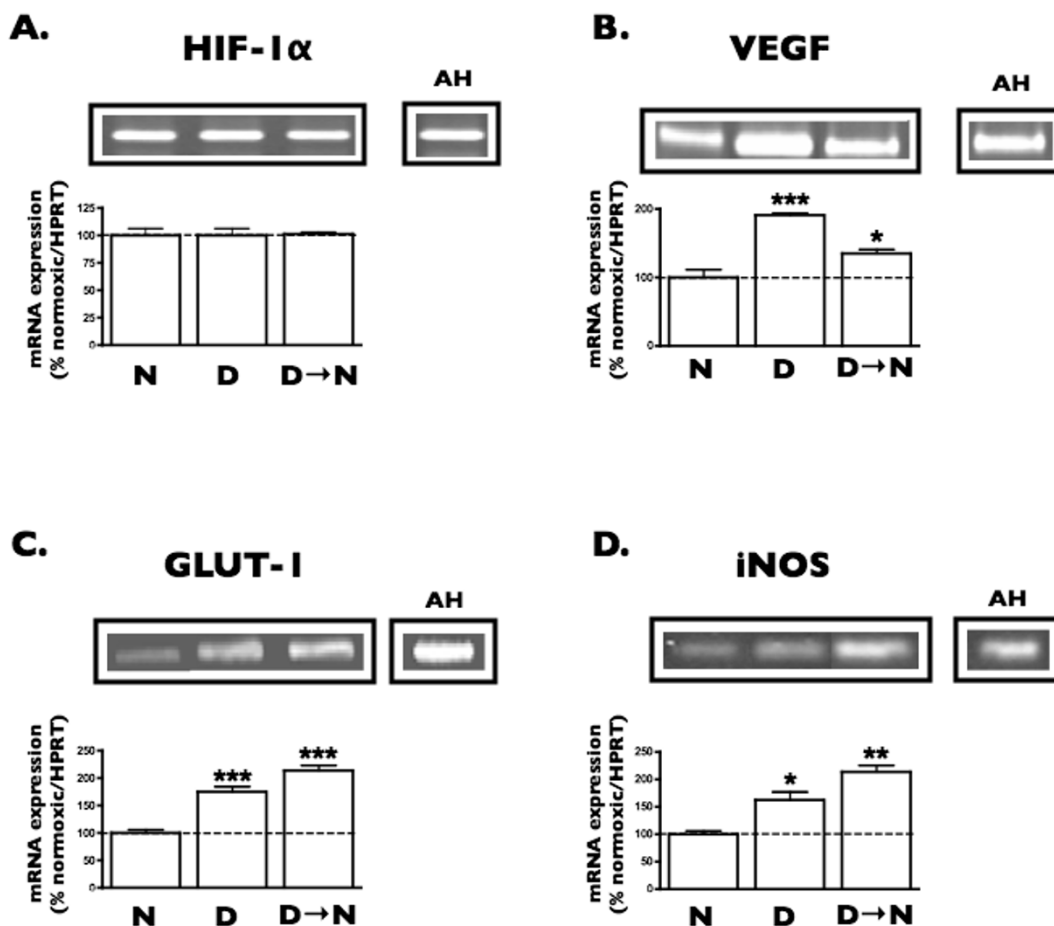 A.
HIF-1α
AH
mRNA expression
(% normoxic/HPRT)
125
100
75
50
25
0
N D D→N
B.
VEGF
AH
mRNA expression
(% normoxic/HPRT)
200
100
0
***
*
N D D→N
C.
GLUT-1
AH
mRNA expression
(% normoxic/HPRT)
250
200
150
100
50
0
***
***
N D D→N
D.
iNOS
AH
mRNA expression
(% normoxic/HPRT)
250
200
150
100
50
0
*
**
N D D→N